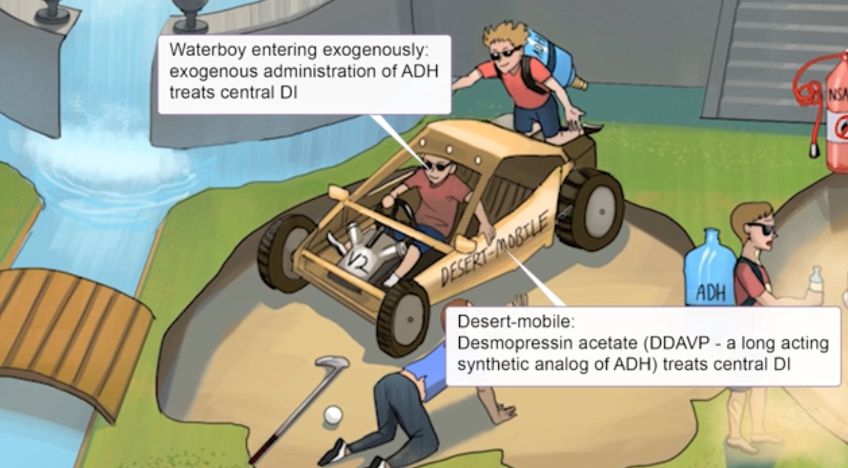 Waterboy entering exogenously:
exogenous administration of ADH
treats central DI
NSA
V2
DESERT-MOBILE
ADH
Desert-mobile:
Desmopressin acetate (DDAVP - a long acting
synthetic analog of ADH) treats central DI